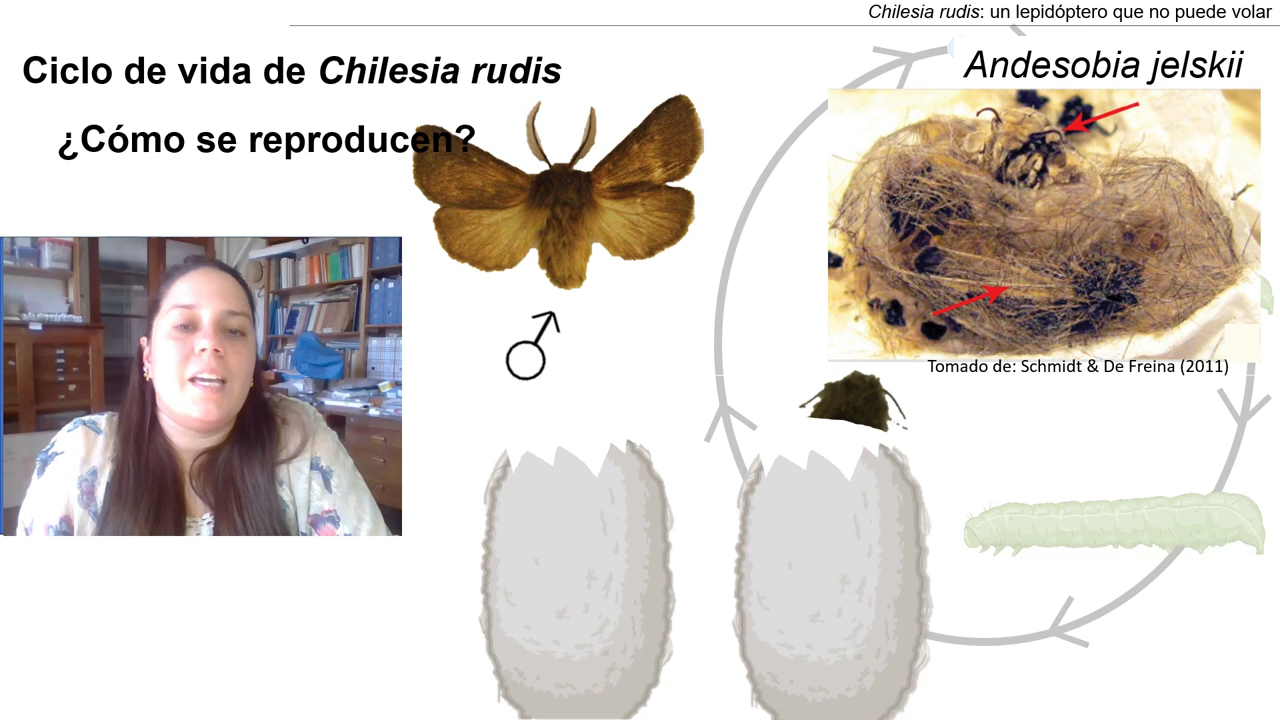 Chilesia rudis: un lepidóptero que no puede volar
Ciclo de vida de Chilesia rudis
¿Cómo se reproducen?
Andesobia jelskii
Tomado de: Schmidt & De Freina (2011)